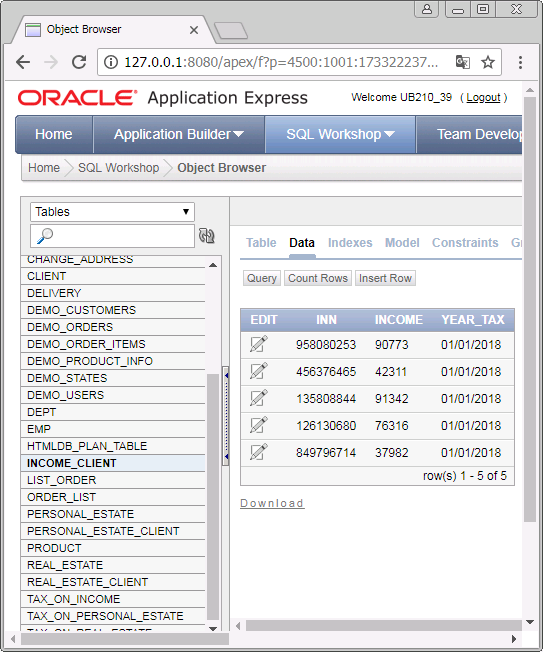 Object Browser
127.0.0.1:8080/apex/f?p=4500:1001:173322237...
ORACLE Application Express
Welcome UB210_39 ( Logout )
Home Application Builder SQL Workshop Team Develop
Home SQL Workshop Object Browser
Tables
Table Data Indexes Model Constraints
Query Count Rows Insert Row
CHANGE_ADDRESS
CLIENT
DELIVERY
DEMO_CUSTOMERS
DEMO_ORDERS
DEMO_ORDER_ITEMS
DEMO_PRODUCT_INFO
DEMO_STATES
DEMO_USERS
DEPT
EMP
HTMLDB_PLAN_TABLE
INCOME_CLIENT
LIST_ORDER
ORDER_LIST
PERSONAL_ESTATE
PERSONAL_ESTATE_CLIENT
PRODUCT
REAL_ESTATE
REAL_ESTATE_CLIENT
TAX_ON_INCOME
TAX_ON_PERSONAL_ESTATE
TAX_ON_REAL_ESTATE
EDIT INN INCOME YEAR_TAX
958080253 90773 01/01/2018
456376465 42311 01/01/2018
135808844 91342 01/01/2018
126130680 76316 01/01/2018
849796714 37982 01/01/2018
row(s) 1 - 5 of 5
Download